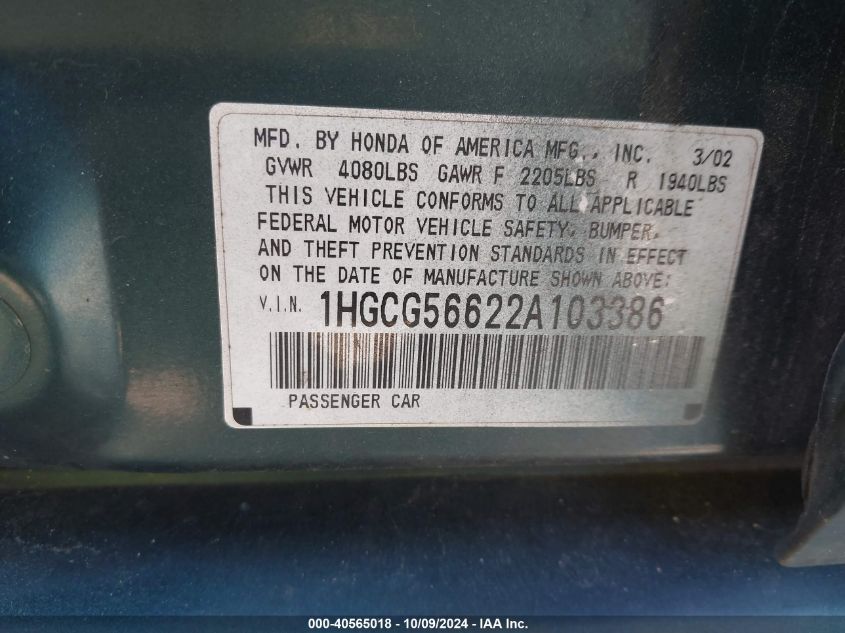 MFD. BY HONDA OF AMERICA MFG., INC. 3/02
GVWR 4080LBS GAWR F 2205LBS R 1940LBS
THIS VEHICLE CONFORMS TO ALL APPLICABLE
FEDERAL MOTOR VEHICLE SAFETY, BUMPER,
AND THEFT PREVENTION STANDARDS IN EFFECT
ON THE DATE OF MANUFACTURE SHOWN ABOVE:
V.I.N. 1HGCG56622A103386
PASSENGER CAR
000-40565018 - 10/09/2024 - IAA Inc.